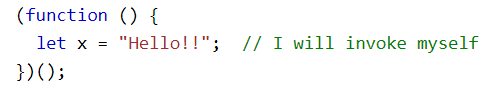 (function () {
  let x = "Hello!!";  // I will invoke myself
})();